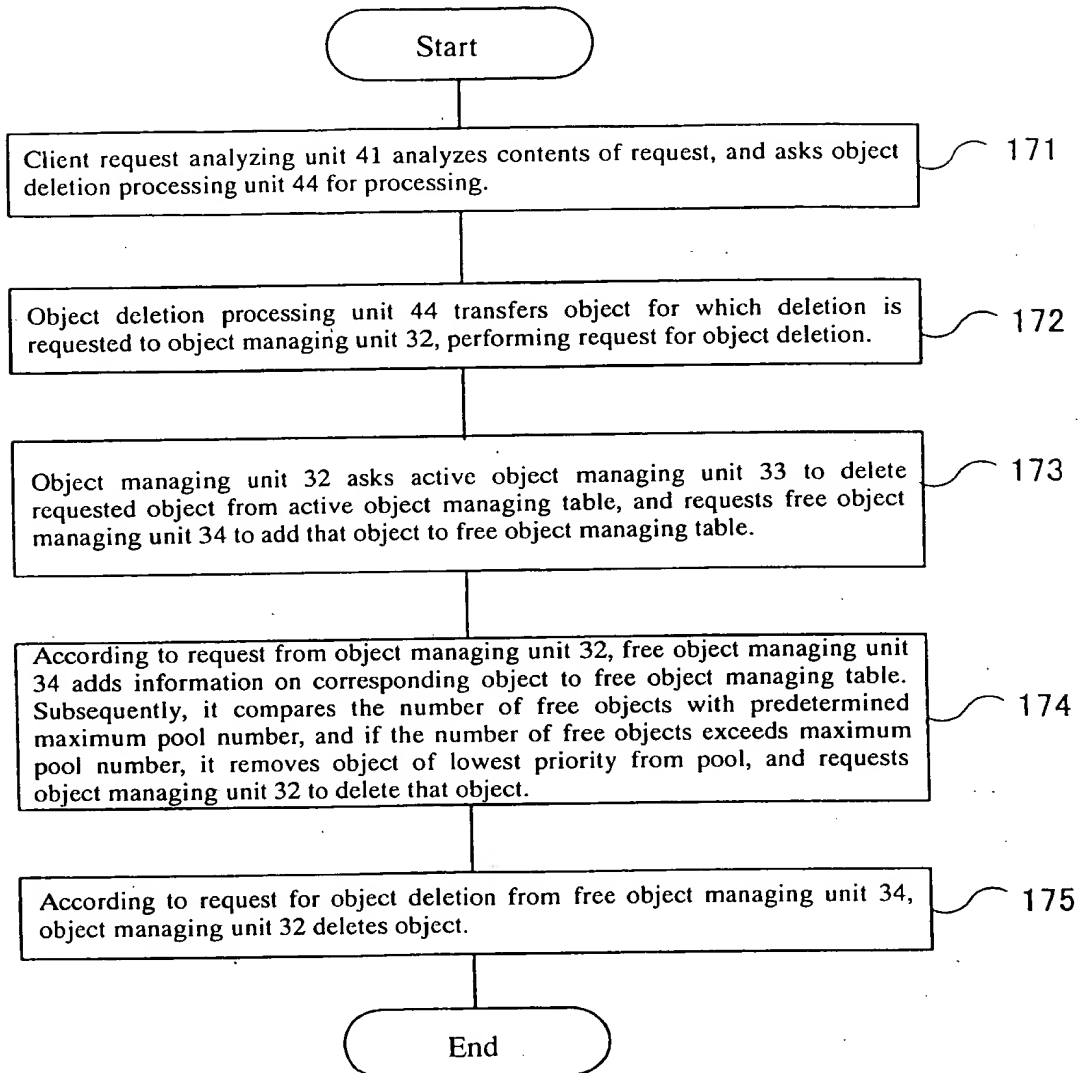 Start
Client request analyzing unit 41 analyzes contents of request, and asks object
deletion processing unit 44 for processing.
171
Object deletion processing unit 44 transfers object for which deletion is
requested to object managing unit 32, performing request for object deletion.
172
Object managing unit 32 asks active object managing unit 33 to delete
requested object from active object managing table, and requests free object
managing unit 34 to add that object to free object managing table.
173
According to request from object managing unit 32, free object managing unit
34 adds information on corresponding object to free object managing table.
Subsequently, it compares the number of free objects with predetermined
maximum pool number, and if the number of free objects exceeds maximum
pool number, it removes object of lowest priority from pool, and requests
object managing unit 32 to delete that object.
174
According to request for object deletion from free object managing unit 34,
object managing unit 32 deletes object.
175
End